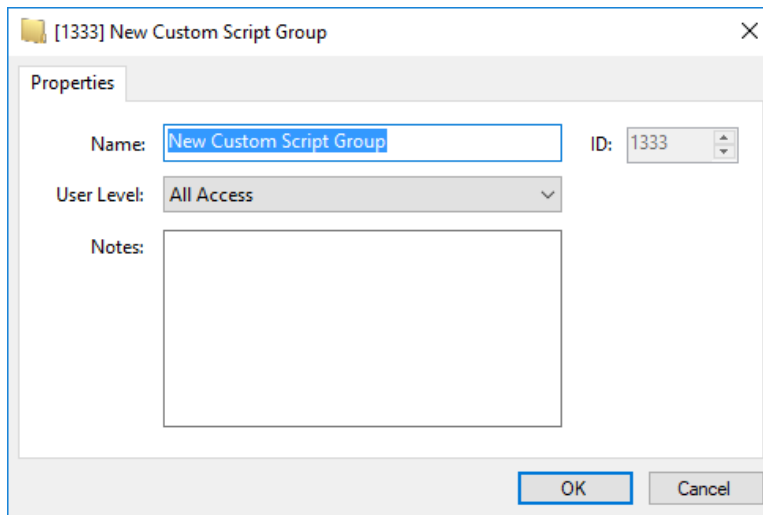 [1333] New Custom Script Group
Properties
Name: New Custom Script Group ID: 1333
User Level: All Access
Notes:
OK Cancel